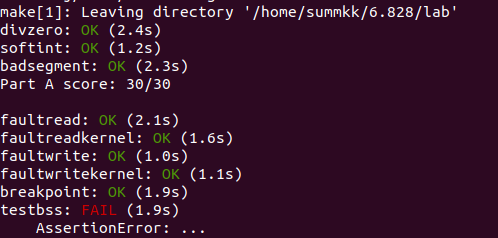 make[1]: Leaving directory '/home/summkk/6.828/lab'
divzero: OK (2.4s)
softint: OK (1.2s)
badsegment: OK (2.3s)
Part A score: 30/30
faultread: OK (2.1s)
faultreadkernel: OK (1.6s)
faultwrite: OK (1.0s)
faultwritekernel: OK (1.1s)
breakpoint: OK (1.9s)
testbss: FAIL (1.9s)
AssertionError: ...